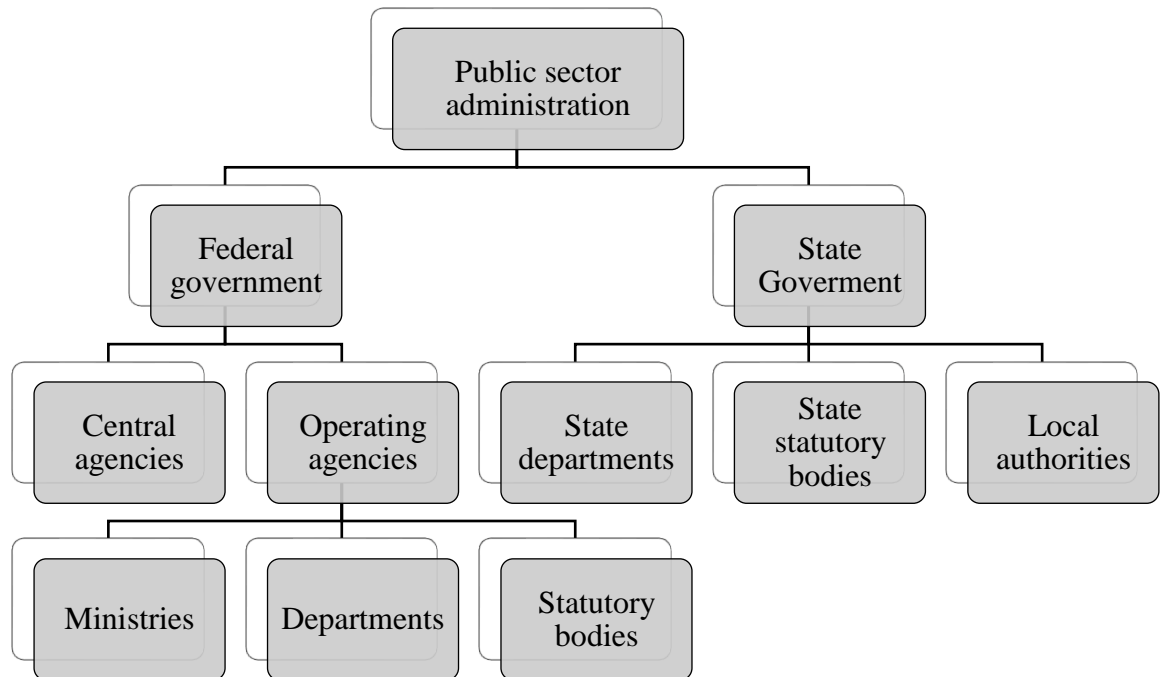 Public sector
administration
Federal
government
State
Goverment
Central
agencies
Operating
agencies
State
departments
State
statutory
bodies
Local
authorities
Ministries
Departments
Statutory
bodies